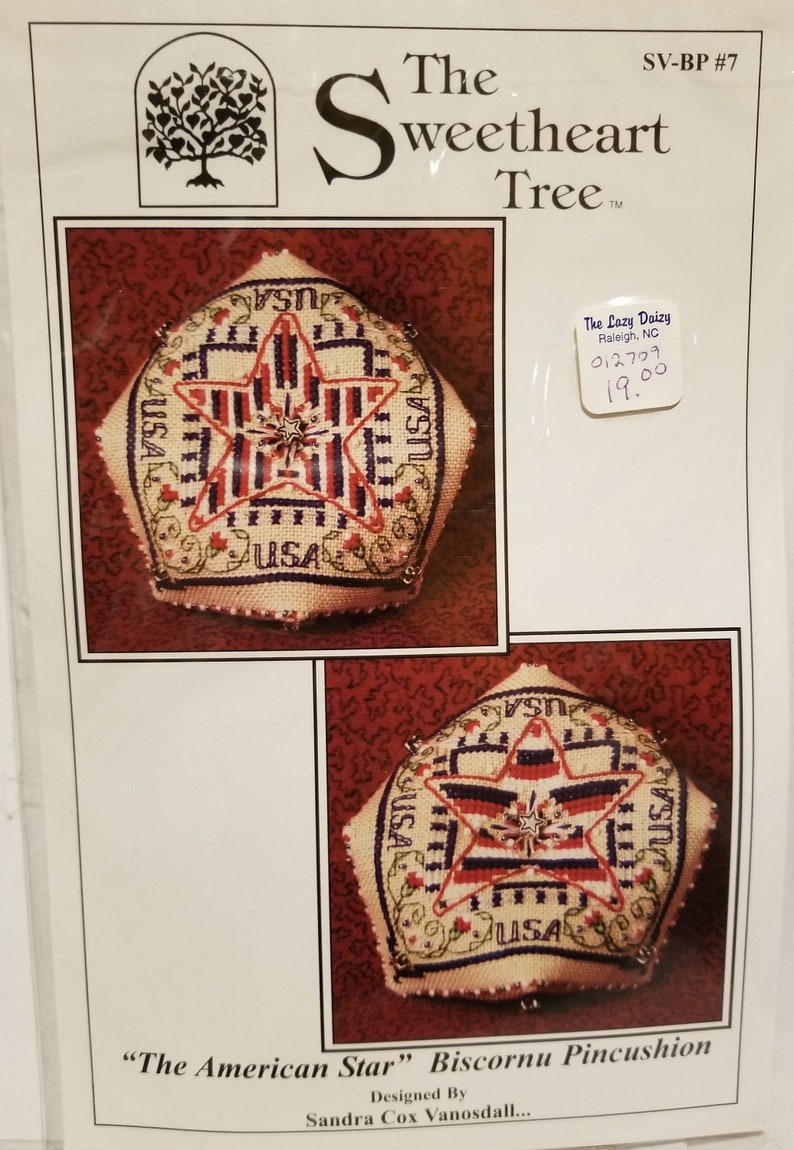 SV-BP #7
The
Sweetheart
Tree™
The Lazy Daizy
Raleigh, NC
012709
19.00
USA
USA
USA
USA
USA
USA
USA
USA
"The American Star" Biscornu Pincushion
Designed By
Sandra Cox Vanosdall...